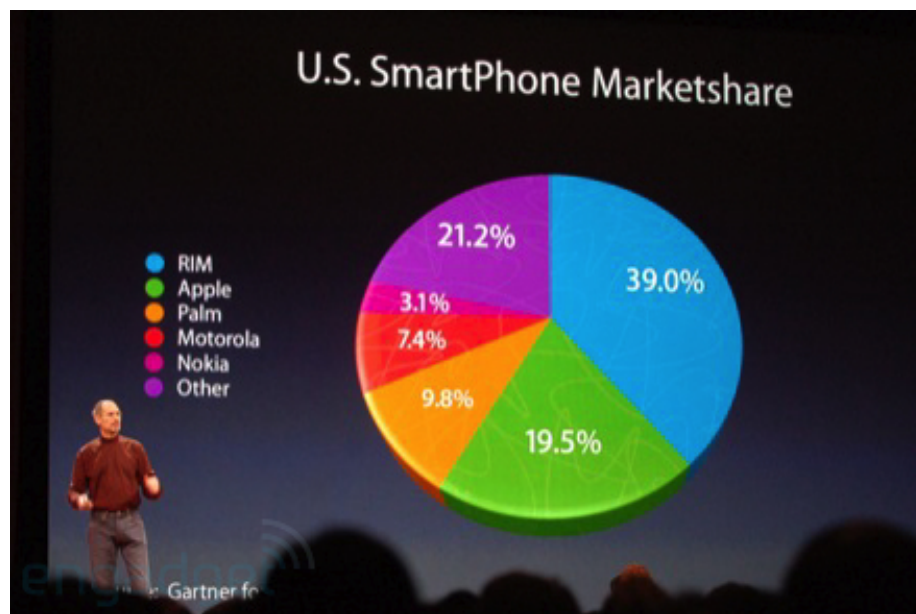 U.S. SmartPhone Marketshare
RIM
Apple
Palm
Motorola
Nokia
Other
21.2%
39.0%
3.1%
7.4%
9.8%
19.5%
engadget
Gartner